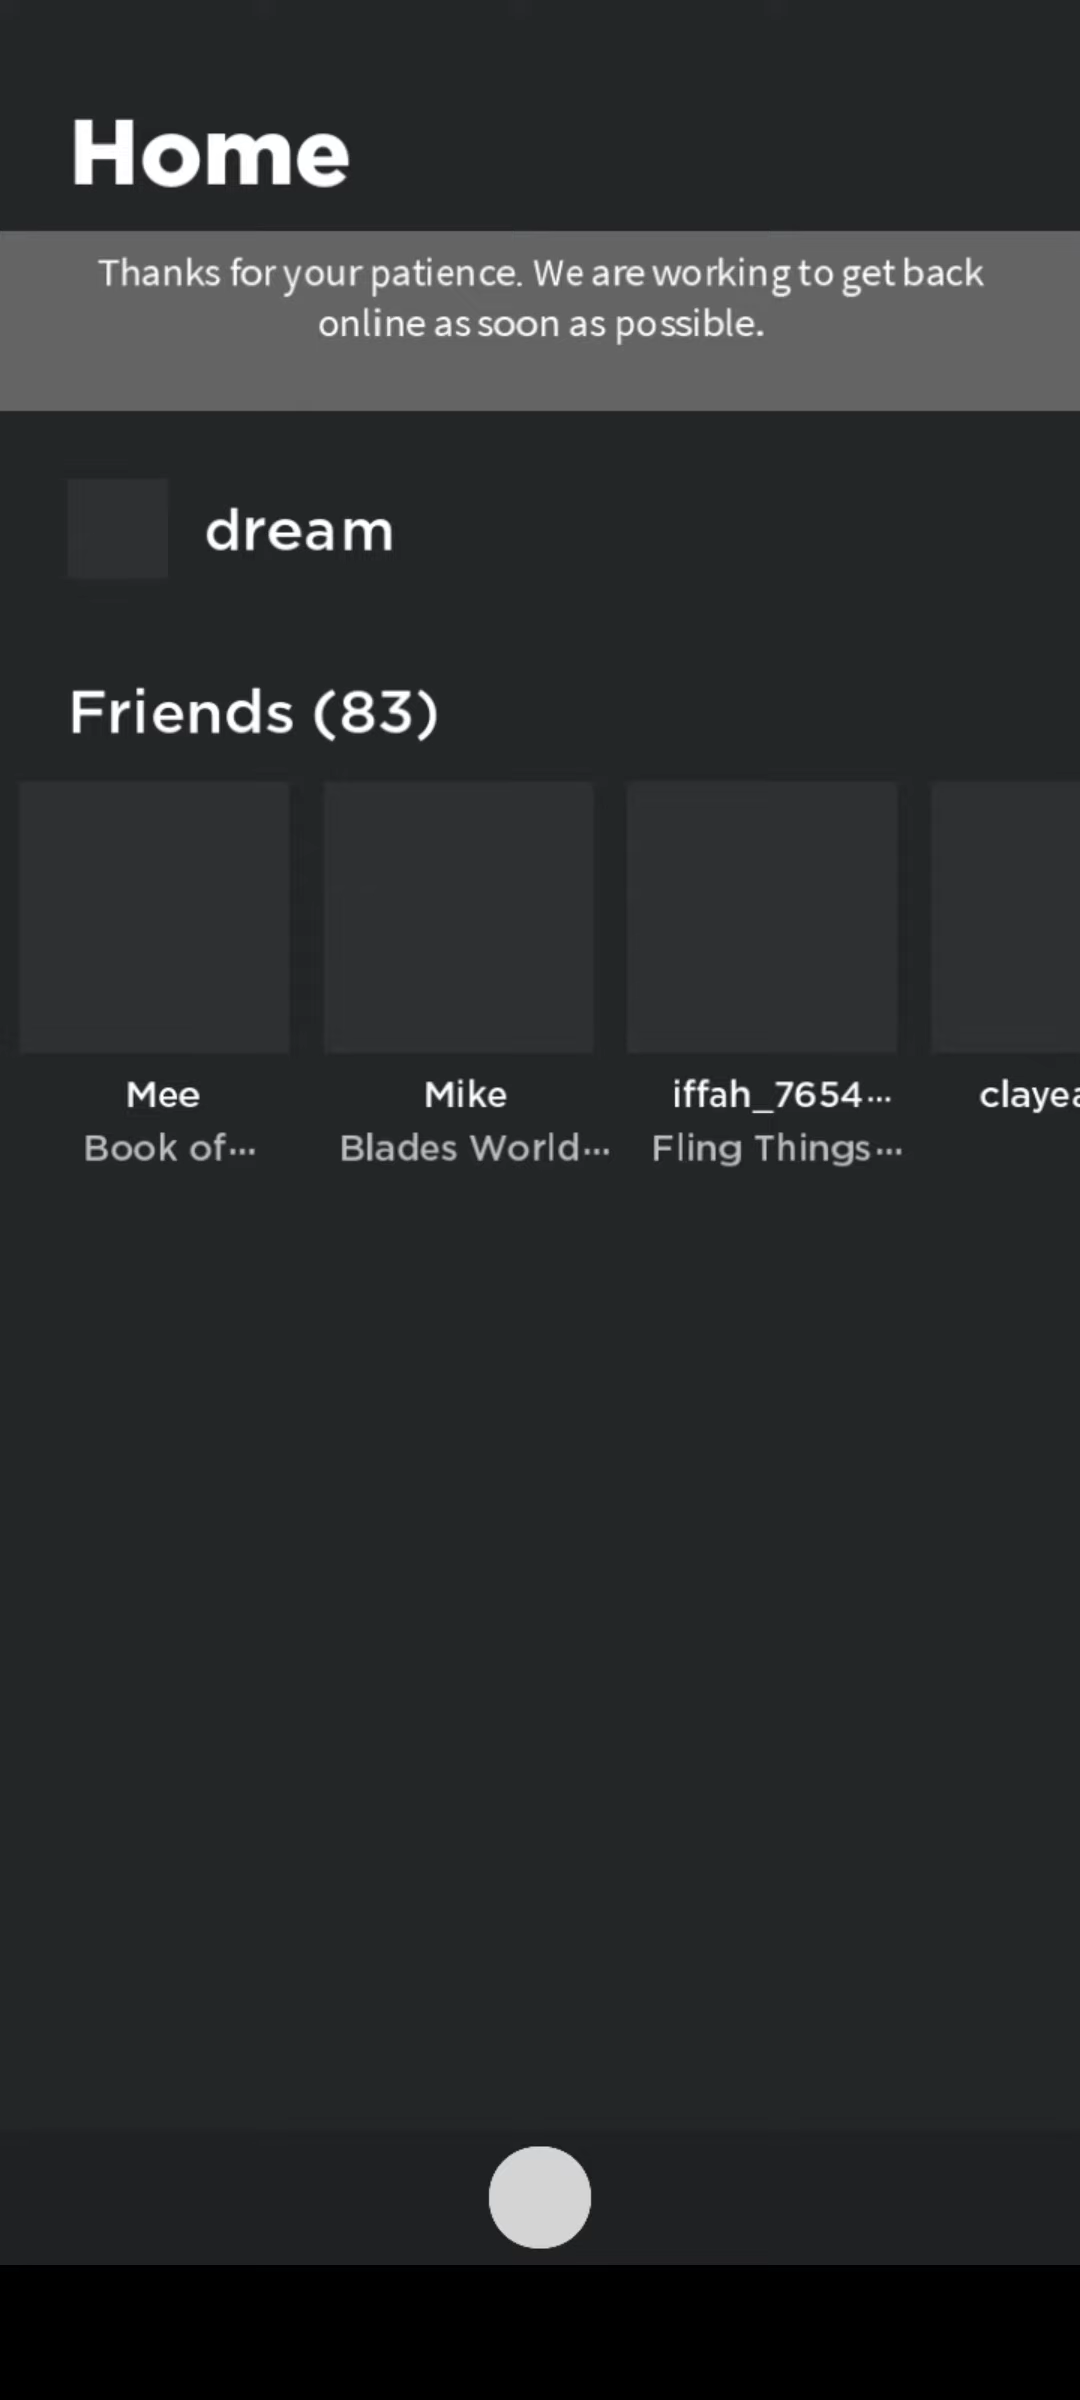 Home
Thanks for your patience. We are working to get back
online as soon as possible.
dream
Friends (83)
Mee
Mike
iffah_7654...
clayea
Book of...
Blades World...
Fling Things...